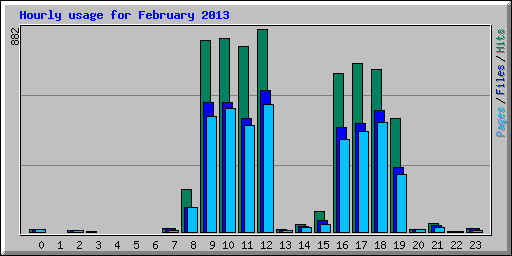 Hourly usage for February 2013
882
Pages/Files/Hits
0 1 2 3 4 5 6 7 8 9 10 11 12 13 14 15 16 17 18 19 20 21 22 23